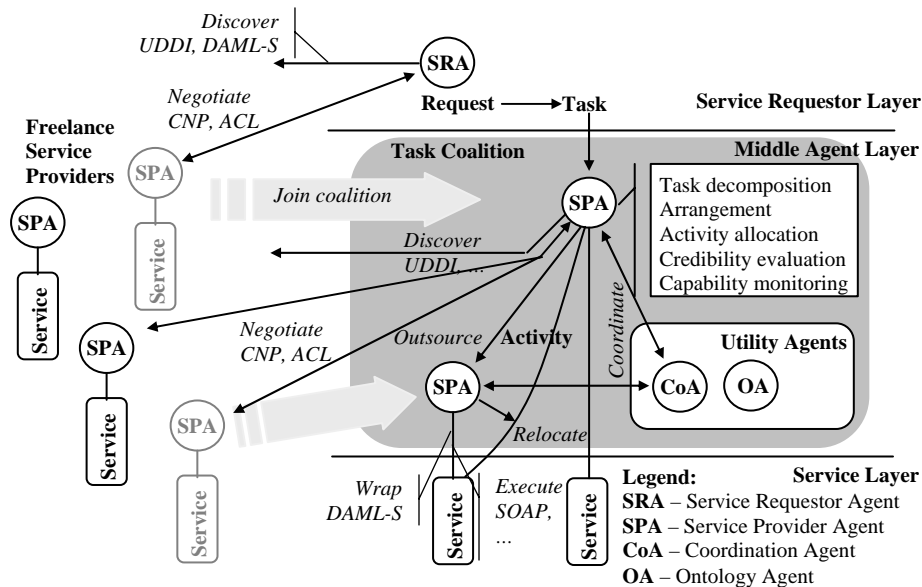 Discover
UDDI, DAML-S
SRA
Request
Task
Service Requestor Layer
Negotiate
CNP, ACL
Freelance
Service
Providers
SPA
Service
SPA
Service
SPA
Service
SPA
Service
Task Coalition
Middle Agent Layer
Join coalition
SPA
Task decomposition
Arrangement
Activity allocation
Credibility evaluation
Capability monitoring
Discover
UDDI, ...
Negotiate
CNP, ACL
Outsource
Activity
Coordinate
Utility Agents
CoA
OA
SPA
Relocate
Service Layer
Wrap
DAML-S
Service
Execute
SOAP,
...
Service
Legend:
SRA – Service Requestor Agent
SPA – Service Provider Agent
CoA – Coordination Agent
OA – Ontology Agent